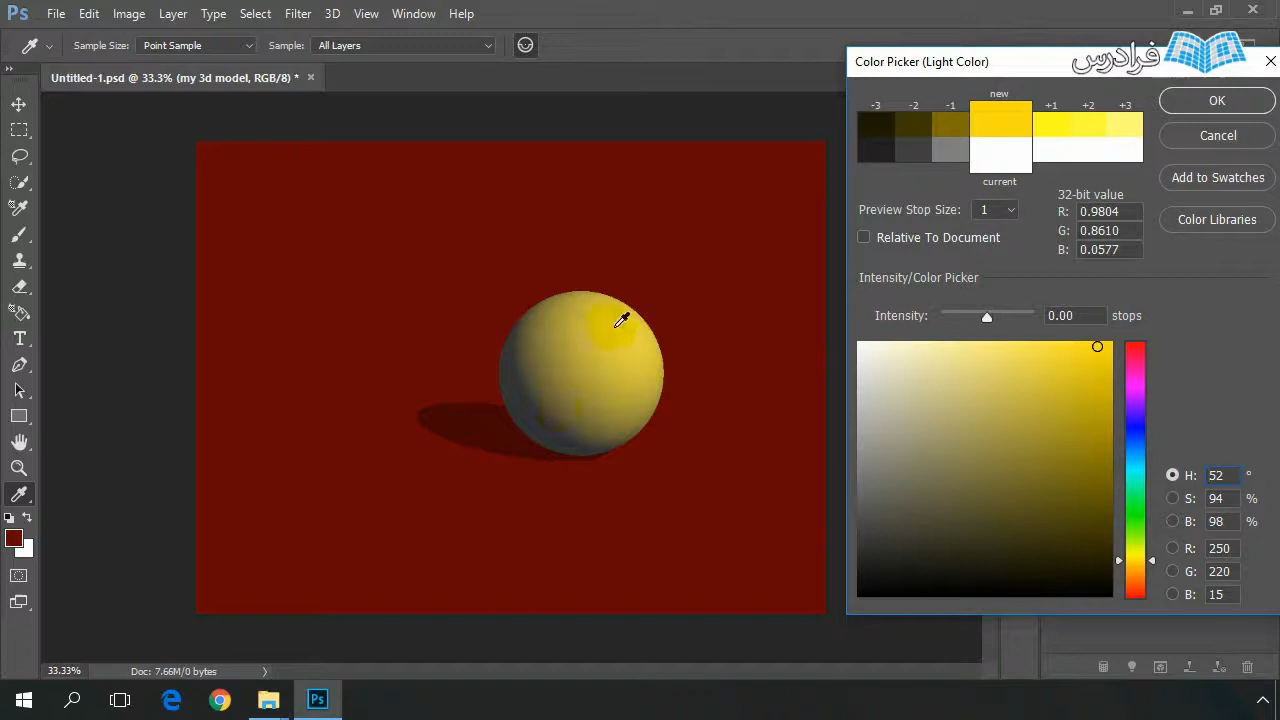 Ps File Edit Image Layer Type Select Filter 3D View Window Help
Sample Size: Point Sample Sample: All Layers
Untitled-1.psd @ 33.3% (my 3d model, RGB/8) *
Color Picker (Light Color)
فرادرس
new
-3 -2 -1 +1 +2 +3
current
OK
Cancel
Add to Swatches
Color Libraries
Preview Stop Size: 1
Relative To Document
32-bit value
R: 0.9804
G: 0.8610
B: 0.0577
Intensity/Color Picker
Intensity: 0.00 stops
H: 52 °
S: 94 %
B: 98 %
R: 250
G: 220
B: 15
33.33% Doc: 7.66M/0 bytes
Ps